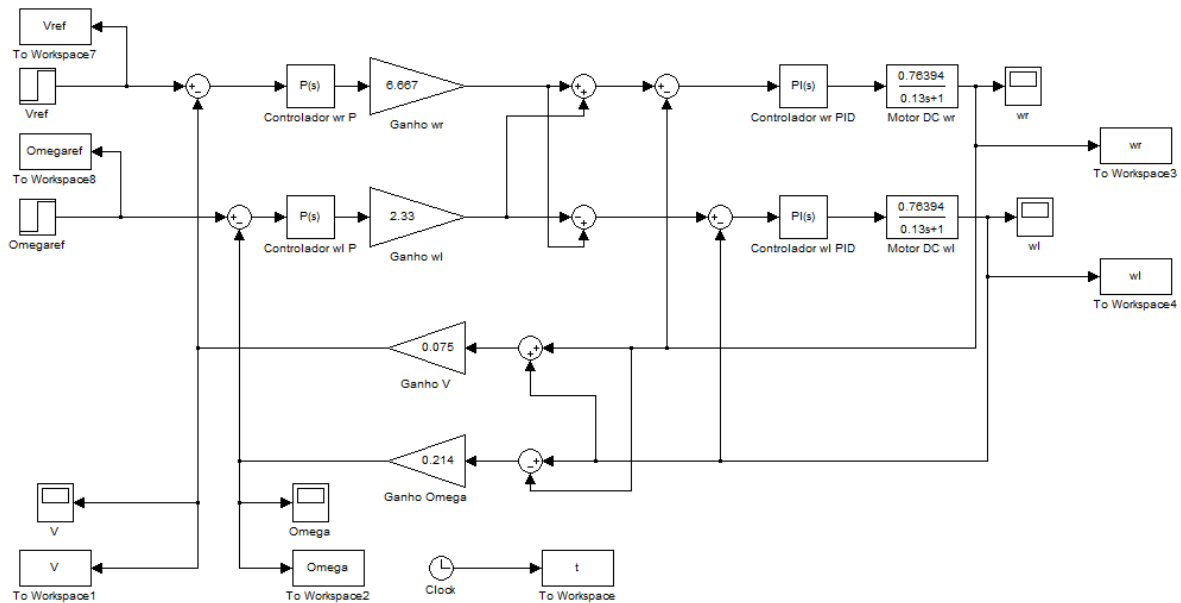 Vref
To Workspace7
Vref
P(s)
Controlador wr P
6.667
Ganho wr
PI(s)
Controlador wr PID
0.76394
0.13s+1
Motor DC wr
wr
wr
To Workspace3
Omegaref
To Workspace8
Omegaref
P(s)
Controlador wl P
2.33
Ganho wl
PI(s)
Controlador wl PID
0.76394
0.13s+1
Motor DC wl
wl
wl
To Workspace4
0.075
Ganho V
0.214
Ganho Omega
V
Omega
V
To Workspace1
Omega
To Workspace2
Clock
t
To Workspace